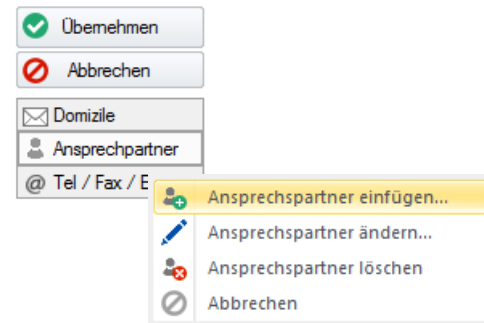 Übernehmen
Abbrechen
Domizile
Ansprechpartner
@ Tel / Fax / E
Ansprechspartner einfügen...
Ansprechspartner ändern...
Ansprechspartner löschen
Abbrechen